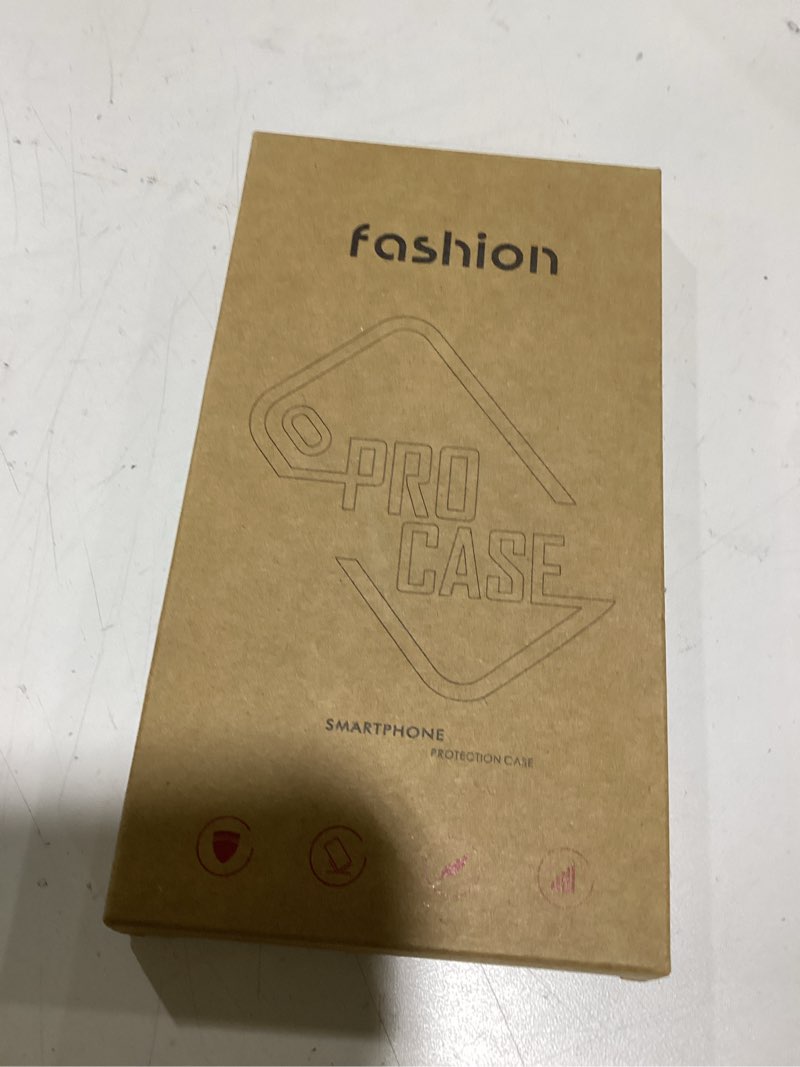 fashion
PRO
CASE
SMARTPHONE
PROTECTION CASE